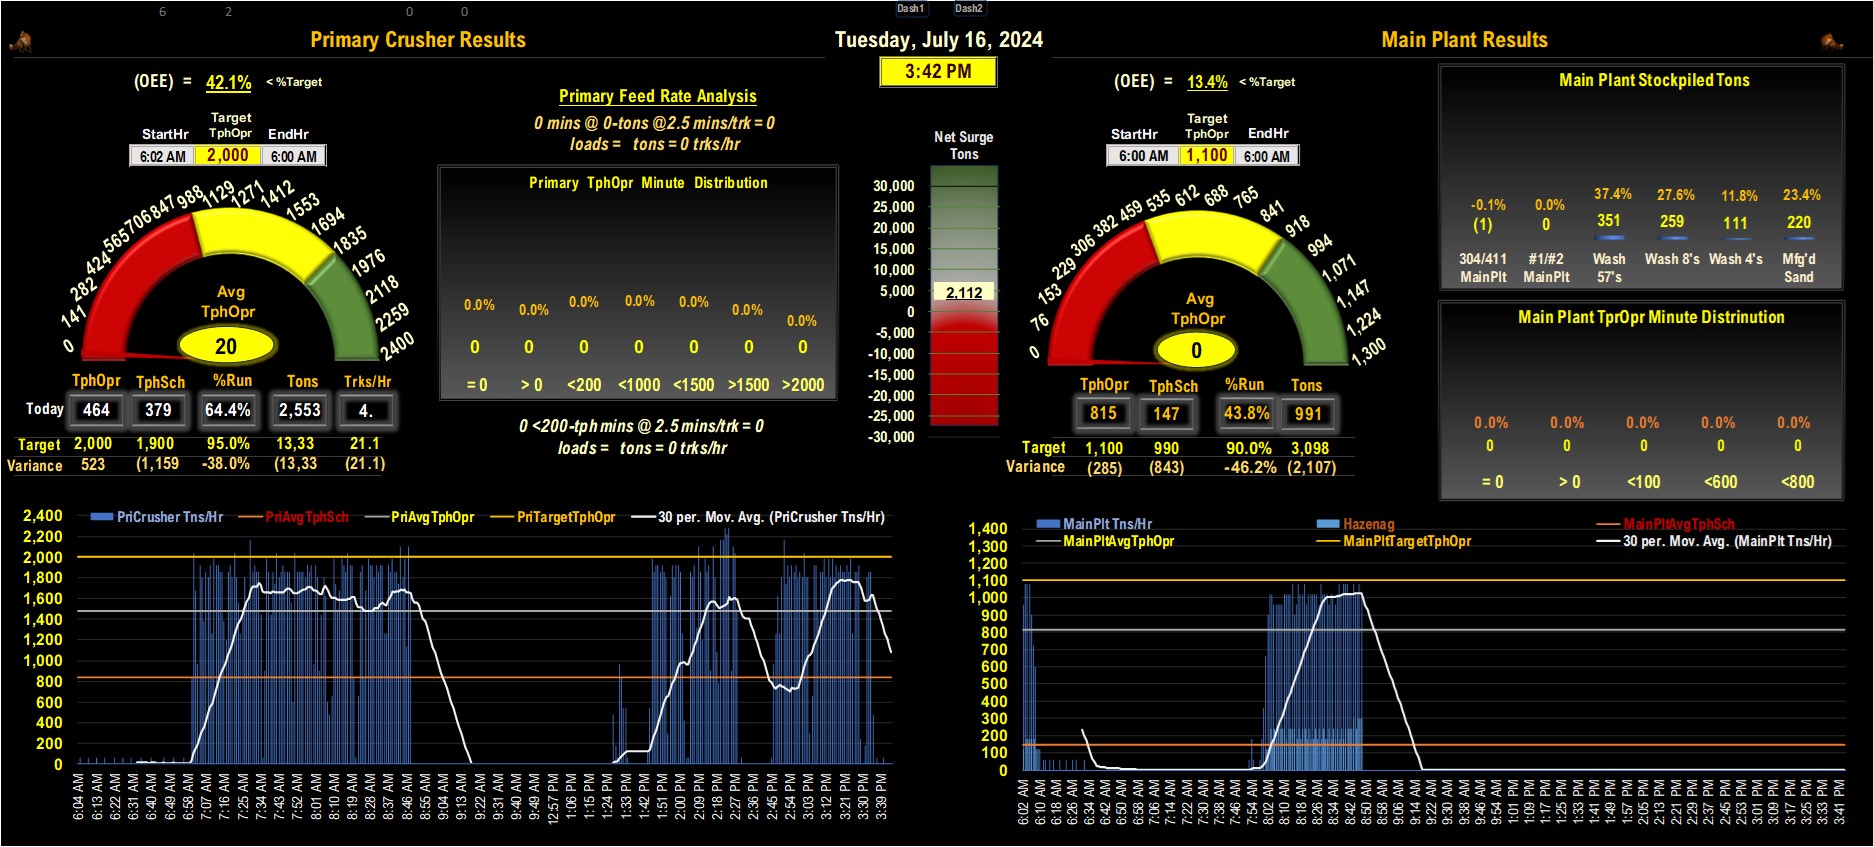 6 2 0 0 Dash1 Dash2
Primary Crusher Results
Tuesday, July 16, 2024
Main Plant Results
3:42 PM
(OEE) = 42.1% < %Target
Target
StartHr TphOpr EndHr
6:02 AM 2,000 6:00 AM
0 141 282 424 565 706 847 988 1129 1271 1412 1553 1694 1835 1976 2118 2259 2400
Avg
TphOpr
20
TphOpr TphSch %Run Tons Trks/Hr
Today 464 379 64.4% 2,553 4.
Target 2,000 1,900 95.0% 13,33 21.1
Variance 523 (1,159 -38.0% (13,33 (21.1)
Primary Feed Rate Analysis
0 mins @ 0-tons @2.5 mins/trk = 0
loads = tons = 0 trks/hr
Primary TphOpr Minute Distribution
0.0% 0.0% 0.0% 0.0% 0.0% 0.0% 0.0%
0 0 0 0 0 0 0
= 0 > 0 <200 <1000 <1500 >1500 >2000
0 <200-tph mins @ 2.5 mins/trk = 0
loads = tons = 0 trks/hr
Net Surge
Tons
30,000
25,000
20,000
15,000
10,000
5,000
2,112
0
-5,000
-10,000
-15,000
-20,000
-25,000
-30,000
(OEE) = 13.4% < %Target
Target
StartHr TphOpr EndHr
6:00 AM 1,100 6:00 AM
0 76 153 229 306 382 459 535 612 688 765 841 918 994 1,071 1,147 1,224 1,300
Avg
TphOpr
0
TphOpr TphSch %Run Tons
815 147 43.8% 991
Target 1,100 990 90.0% 3,098
Variance (285) (843) -46.2% (2,107)
Main Plant Stockpiled Tons
-0.1% 0.0% 37.4% 27.6% 11.8% 23.4%
(1) 0 351 259 111 220
304/411 #1/#2 Wash Wash 8's Wash 4's Mfg'd
MainPlt MainPlt 57's Sand
Main Plant TprOpr Minute Distrinution
0.0% 0.0% 0.0% 0.0% 0.0%
0 0 0 0 0
= 0 > 0 <100 <600 <800
PriCrusher Tns/Hr PriAvgTphSch PriAvgTphOpr PriTargetTphOpr 30 per. Mov. Avg. (PriCrusher Tns/Hr)
2,400
2,200
2,000
1,800
1,600
1,400
1,200
1,000
800
600
400
200
0
6:04 AM 6:13 AM 6:22 AM 6:31 AM 6:40 AM 6:49 AM 6:58 AM 7:07 AM 7:16 AM 7:25 AM 7:34 AM 7:43 AM 7:52 AM 8:01 AM 8:10 AM 8:19 AM 8:28 AM 8:37 AM 8:46 AM 8:55 AM 9:04 AM 9:13 AM 9:22 AM 9:31 AM 9:40 AM 9:49 AM 12:57 PM 1:06 PM 1:15 PM 1:24 PM 1:33 PM 1:42 PM 1:51 PM 2:00 PM 2:09 PM 2:18 PM 2:27 PM 2:36 PM 2:45 PM 2:54 PM 3:03 PM 3:12 PM 3:21 PM 3:30 PM 3:39 PM
MainPlt Tns/Hr Hazenag MainPltAvgTphSch
MainPltAvgTphOpr MainPltTargetTphOpr 30 per. Mov. Avg. (MainPlt Tns/Hr)
1,400
1,300
1,200
1,100
1,000
900
800
700
600
500
400
300
200
100
0
6:02 AM 6:10 AM 6:18 AM 6:26 AM 6:34 AM 6:42 AM 6:50 AM 6:58 AM 7:06 AM 7:14 AM 7:22 AM 7:30 AM 7:38 AM 7:46 AM 7:54 AM 8:02 AM 8:10 AM 8:18 AM 8:26 AM 8:34 AM 8:42 AM 8:50 AM 8:58 AM 9:06 AM 9:14 AM 9:22 AM 9:30 AM 9:38 AM 9:46 AM 9:54 AM 1:01 PM 1:09 PM 1:17 PM 1:25 PM 1:33 PM 1:41 PM 1:49 PM 1:57 PM 2:05 PM 2:13 PM 2:21 PM 2:29 PM 2:37 PM 2:45 PM 2:53 PM 3:01 PM 3:09 PM 3:17 PM 3:25 PM 3:33 PM 3:41 PM